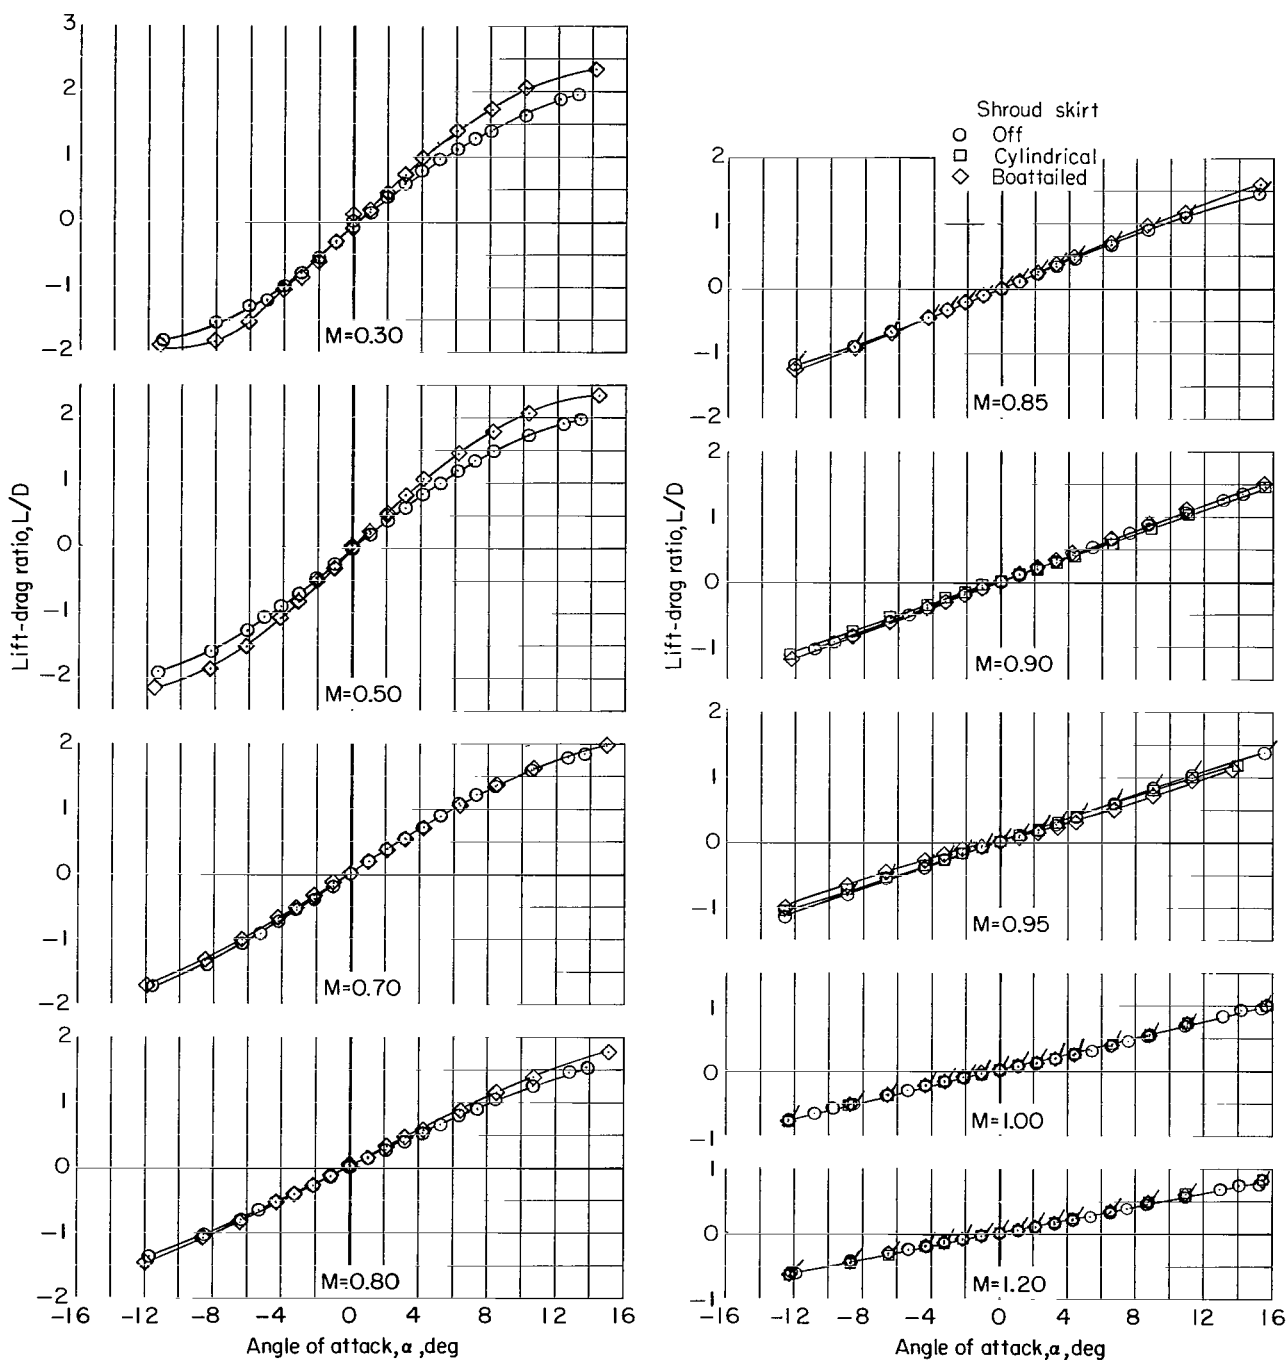 3
2
1
0
-1
-2
M=0.30
2
1
0
-1
-2
M=0.50
Lift-drag ratio, L/D
2
1
0
-1
-2
M=0.70
2
1
0
-1
-2
M=0.80
-16 -12 -8 -4 0 4 8 12 16
Angle of attack, α, deg
Shroud skirt
Off
Cylindrical
Boattailed
2
1
0
-1
-2
M=0.85
2
1
0
-1
M=0.90
Lift-drag ratio, L/D
2
1
0
-1
M=0.95
1
0
-1
M=1.00
1
0
-1
M=1.20
-16 -12 -8 -4 0 4 8 12 16
Angle of attack, α, deg